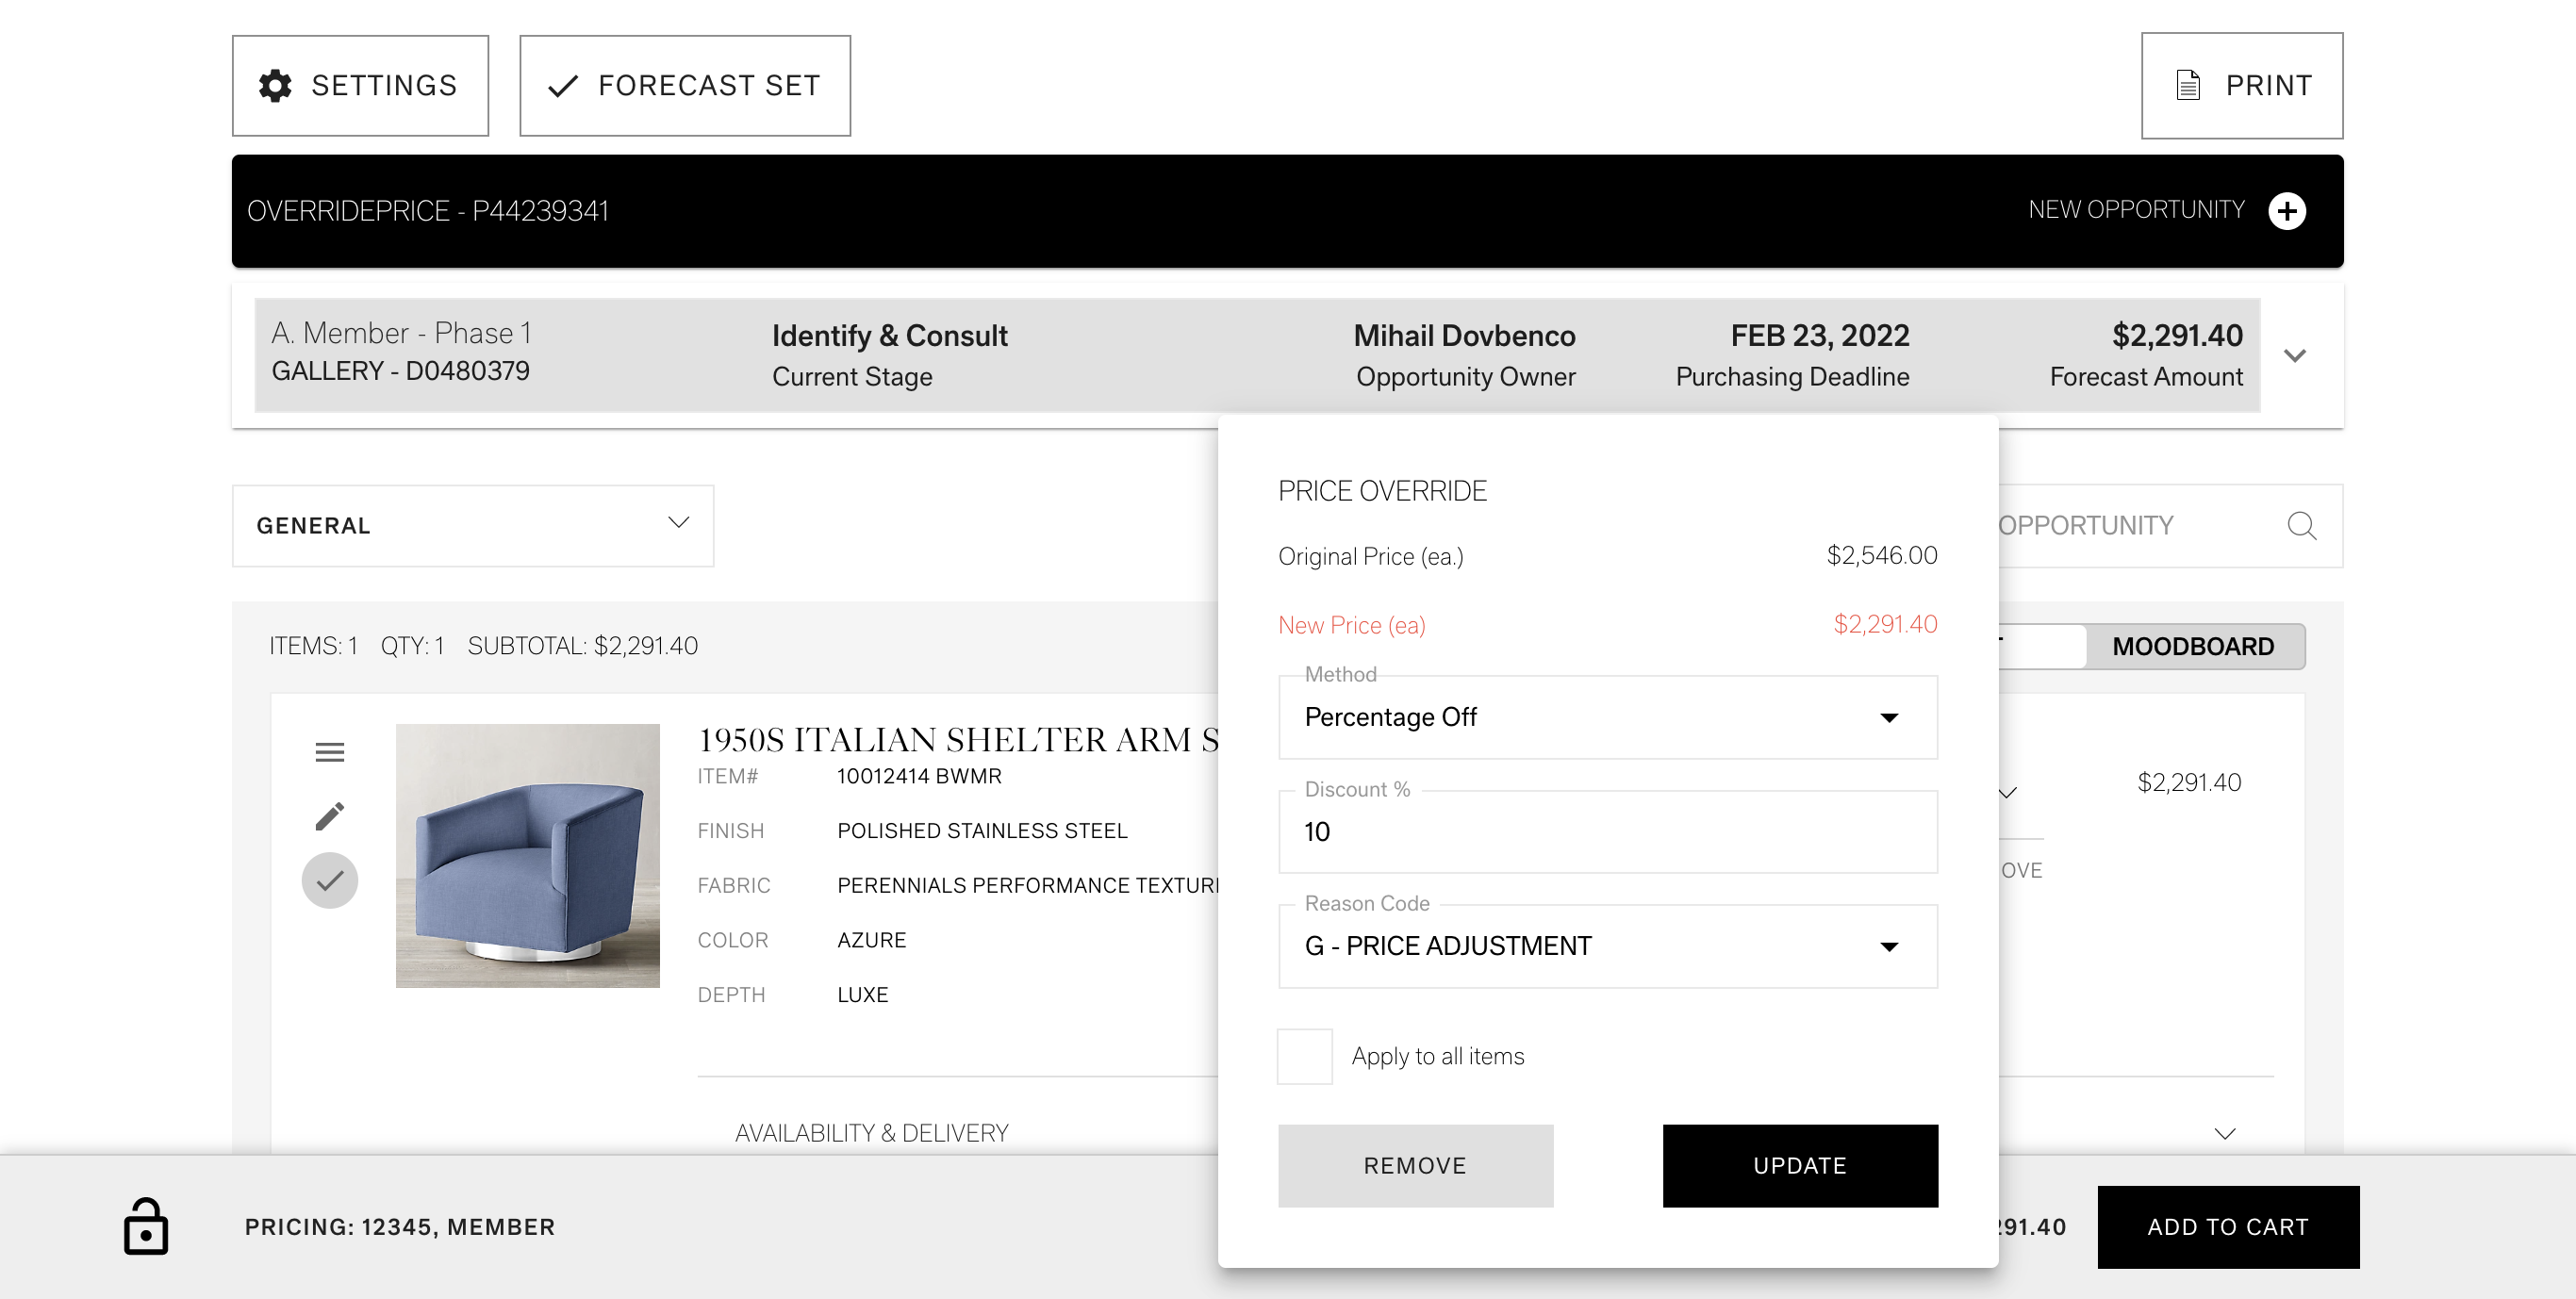 SETTINGS
FORECAST SET
PRINT
OVERRIDEPRICE - P44239341
NEW OPPORTUNITY
A. Member - Phase 1
GALLERY - D0480379
Identify & Consult
Current Stage
Mihail Dovbenco
Opportunity Owner
FEB 23, 2022
Purchasing Deadline
$2,291.40
Forecast Amount
GENERAL
OPPORTUNITY
ITEMS: 1 QTY: 1 SUBTOTAL: $2,291.40
MOODBOARD
1950S ITALIAN SHELTER ARM S
ITEM# 10012414 BWMR
FINISH POLISHED STAINLESS STEEL
FABRIC PERENNIALS PERFORMANCE TEXTURI
COLOR AZURE
DEPTH LUXE
$2,291.40
OVE
AVAILABILITY & DELIVERY
PRICE OVERRIDE
Original Price (ea.) $2,546.00
New Price (ea) $2,291.40
Method
Percentage Off
Discount %
10
Reason Code
G - PRICE ADJUSTMENT
Apply to all items
REMOVE
UPDATE
PRICING: 12345, MEMBER
291.40
ADD TO CART